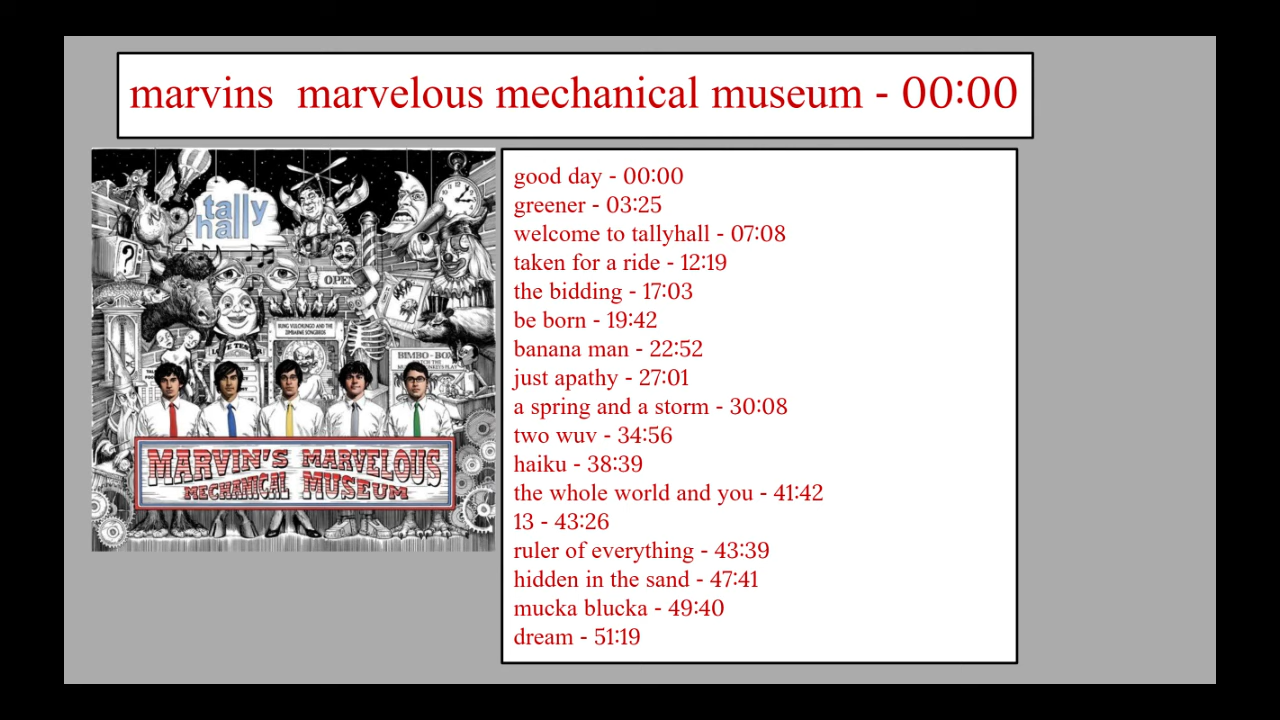 marvins  marvelous mechanical museum - 00:00
tally
hall
?
OPEN
BIMBO-BOX
MARVIN'S MARVELOUS
MECHANICAL MUSEUM
good day - 00:00
greener - 03:25
welcome to tallyhall - 07:08
taken for a ride - 12:19
the bidding - 17:03
be born - 19:42
banana man - 22:52
just apathy - 27:01
a spring and a storm - 30:08
two wuv - 34:56
haiku - 38:39
the whole world and you - 41:42
13 - 43:26
ruler of everything - 43:39
hidden in the sand - 47:41
mucka blucka - 49:40
dream - 51:19